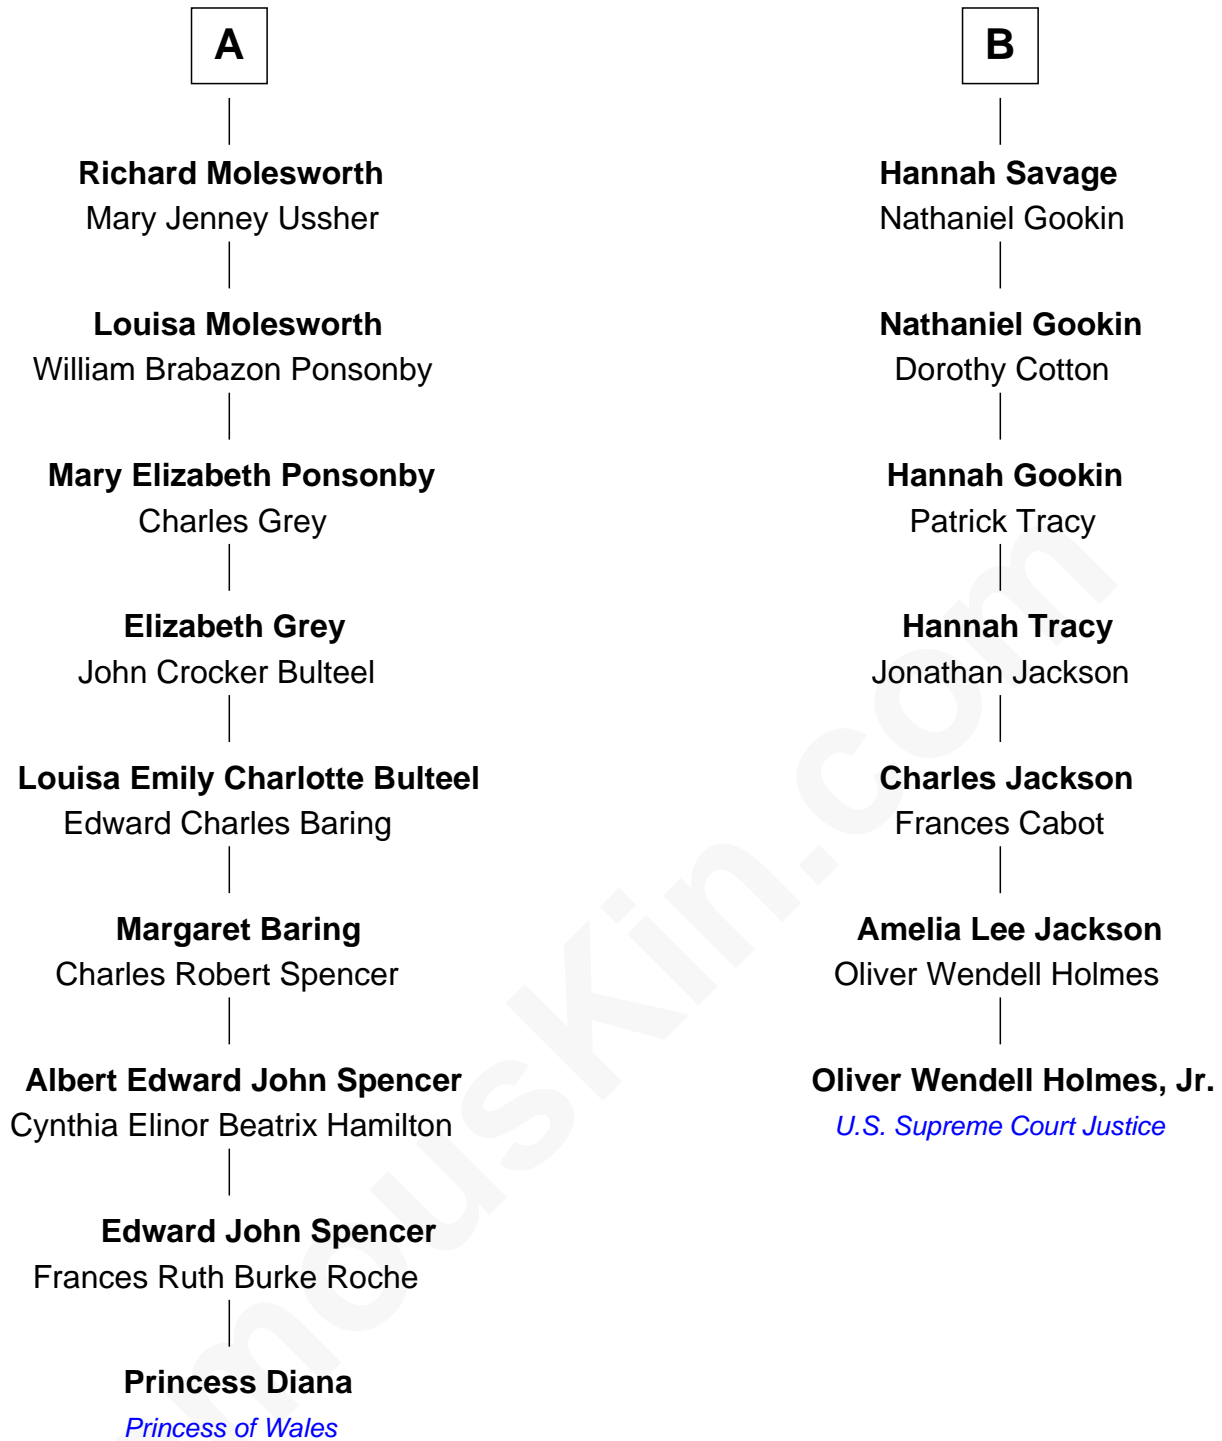 A
Richard Molesworth
Mary Jenney Ussher
Louisa Molesworth
William Brabazon Ponsonby
Mary Elizabeth Ponsonby
Charles Grey
Elizabeth Grey
John Crocker Bulteel
Louisa Emily Charlotte Bulteel
Edward Charles Baring
Margaret Baring
Charles Robert Spencer
Albert Edward John Spencer
Cynthia Elinor Beatrix Hamilton
Edward John Spencer
Frances Ruth Burke Roche
Princess Diana
Princess of Wales
B
Hannah Savage
Nathaniel Gookin
Nathaniel Gookin
Dorothy Cotton
Hannah Gookin
Patrick Tracy
Hannah Tracy
Jonathan Jackson
Charles Jackson
Frances Cabot
Amelia Lee Jackson
Oliver Wendell Holmes
Oliver Wendell Holmes, Jr.
U.S. Supreme Court Justice
mousKin.com